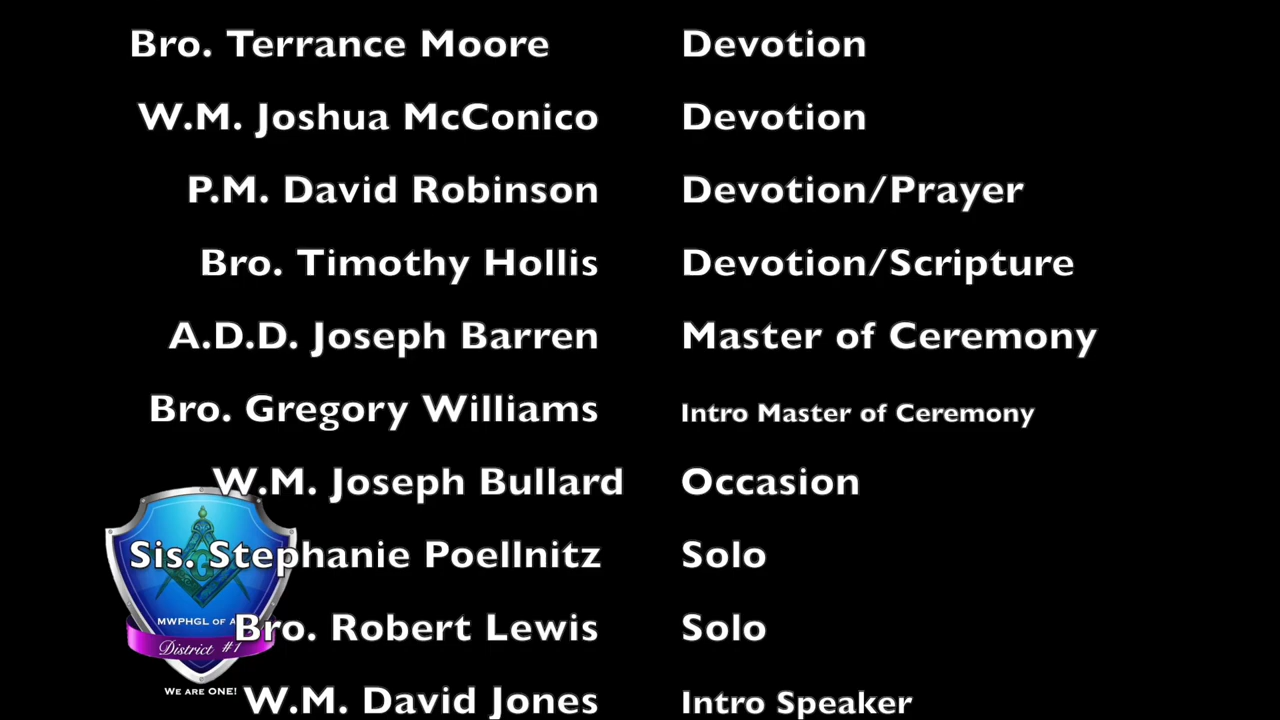 Bro. Terrance Moore Devotion
W.M. Joshua McConico Devotion
P.M. David Robinson Devotion/Prayer
Bro. Timothy Hollis Devotion/Scripture
A.D.D. Joseph Barren Master of Ceremony
Bro. Gregory Williams Intro Master of Ceremony
W.M. Joseph Bullard Occasion
Sis. Stephanie Poellnitz Solo
G
MWPHGL OF
Bro. Robert Lewis Solo
District #1
WE ARE ONE!
W.M. David Jones Intro Speaker